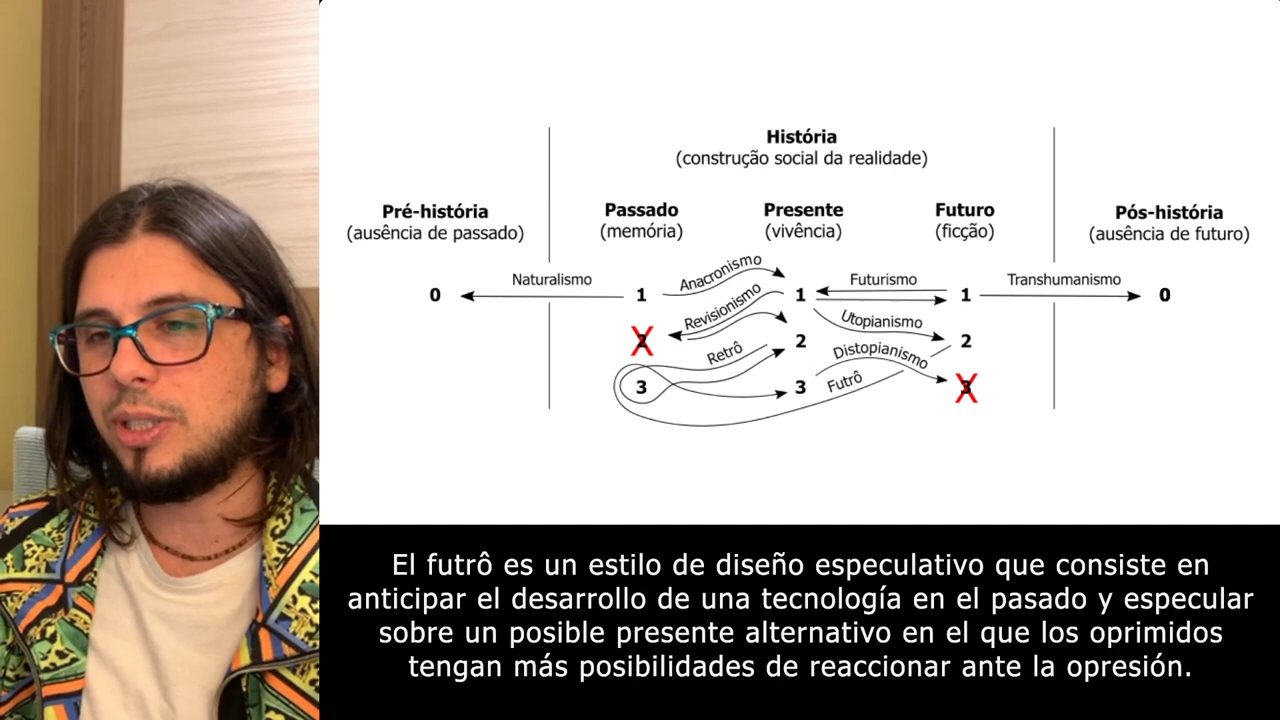 História
(construção social da realidade)
Pré-história
(ausência de passado)
Passado
(memória)
Presente
(vivência)
Futuro
(ficção)
Pós-história
(ausência de futuro)
Naturalismo
Anacronismo
Futurismo
Transhumanismo
0
1
1
1
0
Revisionismo
Utopianismo
2
2
2
Retrô
Distopianismo
3
3
Futrô
3
El futrô es un estilo de diseño especulativo que consiste en
anticipar el desarrollo de una tecnología en el pasado y especular
sobre un posible presente alternativo en el que los oprimidos
tengan más posibilidades de reaccionar ante la opresión.